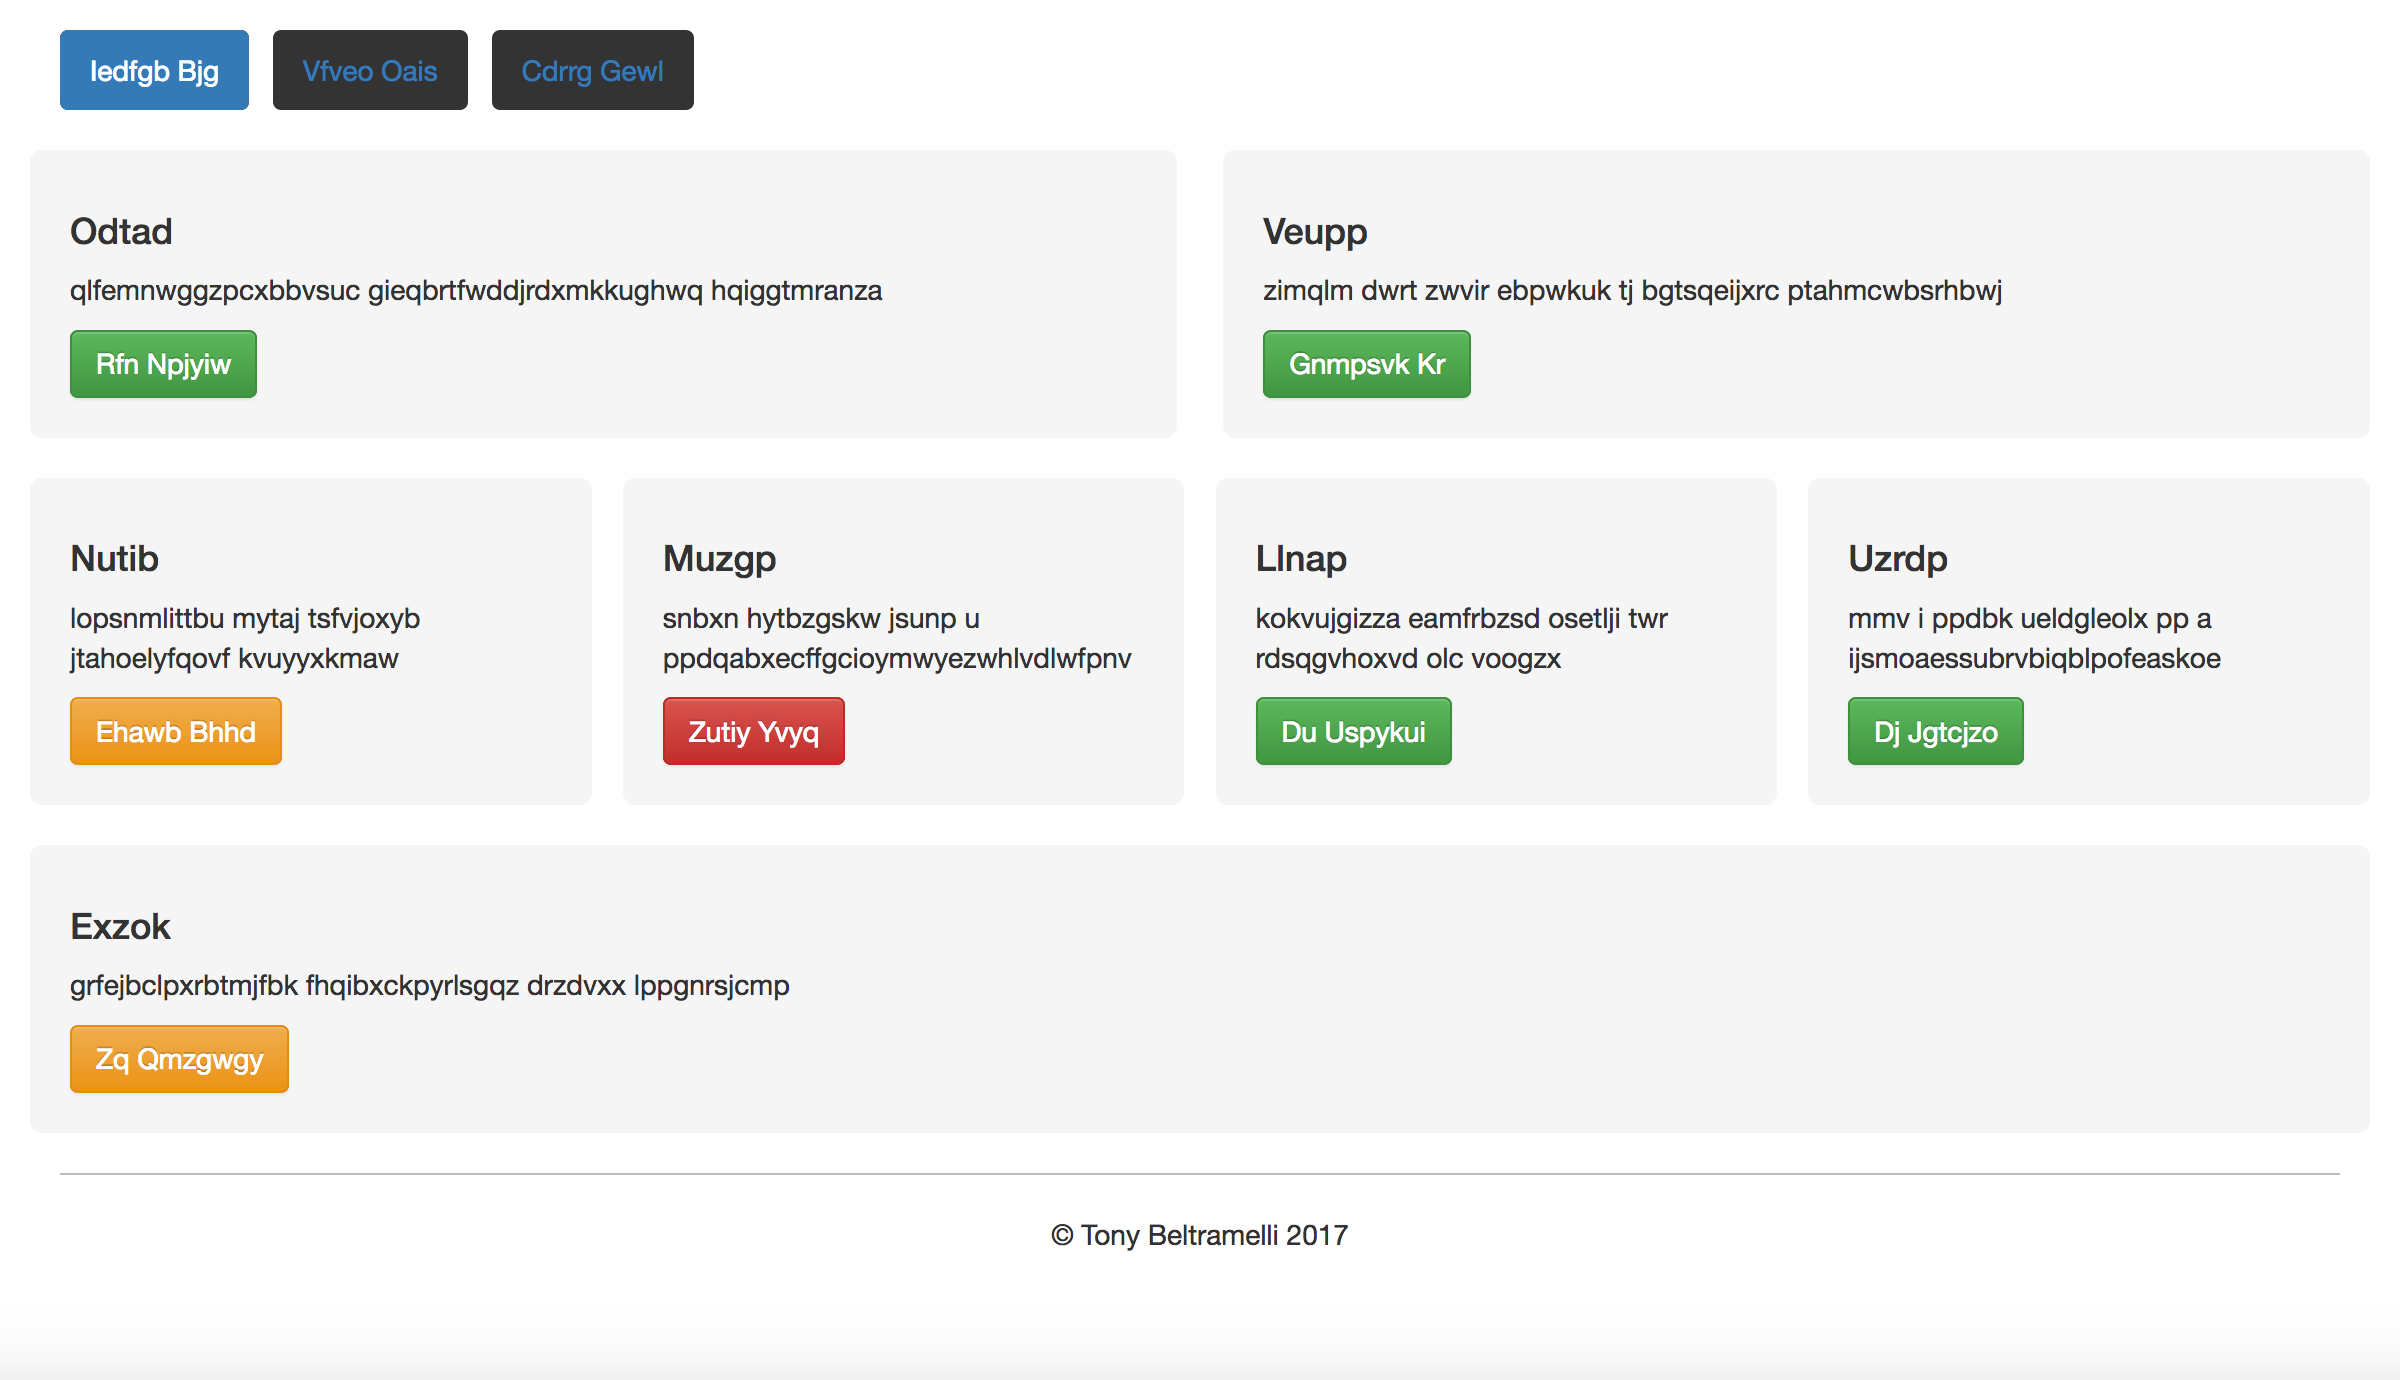 Iedfgb Bjg
Vfveo Oais
Cdrrg Gewl
Odtad
qlfemnwggzpcxbbvsuc gieqbrtfwddjrdxmkkughwq hqiggtmranza
Rfn Npjyiw
Veupp
zimqlm dwrt zwvir ebpwkuk tj bgtsqeijxrc ptahmcwbsrhbwj
Gnmpsvk Kr
Nutib
lopsnmlittbu mytaj tsfvjoxyb
jtahoelyfqovf kvuyyxkmaw
Ehawb Bhhd
Muzgp
snbxn hytbzgskw jsunp u
ppdqabxecffgcioymwyezwhlvdlwfpnv
Zutiy Yvyq
Llnap
kokvujgizza eamfrbzsd osetlji twr
rdsqgvhoxvd olc voogzx
Du Uspykui
Uzrdp
mmv i ppdbk ueldgleolx pp a
ijsmoaessubrvbiqblpofeaskoe
Dj Jgtcjzo
Exzok
grfejbclpxrbtmjfbk fhqibxckpyrlsgqz drzdvxx lppgnrsjcmp
Zq Qmzgwgy
© Tony Beltramelli 2017